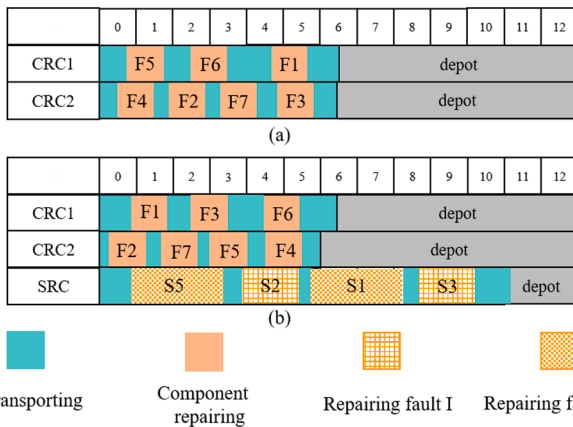 0 1 2 3 4 5 6 7 8 9 10 11 12
CRC1 F5 F6 F1 depot
CRC2 F4 F2 F7 F3 depot
(a)
0 1 2 3 4 5 6 7 8 9 10 11 12
CRC1 F1 F3 F6 depot
CRC2 F2 F7 F5 F4 depot
SRC S5 S2 S1 S3 depot
(b)
ansporting
Component
repairing
Repairing fault I
Repairing f